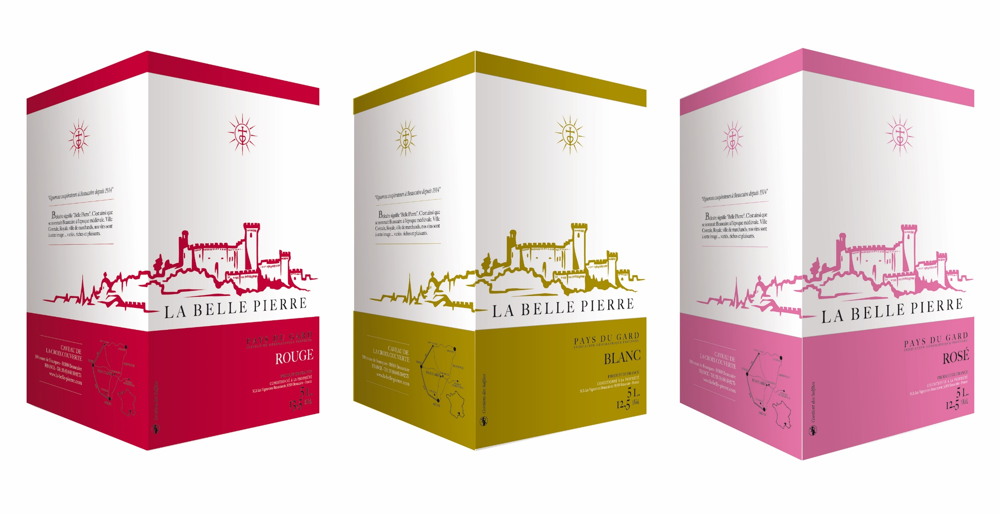 "Vignerons coopérateurs à Beaucaire depuis 1914"
Belcaire signifie "Belle Pierre". C'est ainsi que
se nommait Beaucaire à l'époque médiévale. Ville
Comtale, Royale, ville de marchands, nos vins sont
à cette image ... variés, riches et plaisants.
LA BELLE PIERRE
CAVEAU DE
LA CROIX COUVERTE
route de Fourques - 30300 Beaucaire
FRANCE - Tél:
www.la-belle-pierre.com
BEAUCAIRE
ARLES
Contient des Sulfites
PAYS DU GARD
INDICATION GÉOGRAPHIQUE PROTÉGÉE
ROUGE
PRODUIT DE FRANCE
CONDITIONNÉ À LA PROPRIÉTÉ
SCA Les Vignerons Beaucairois 30300 Beaucaire - France
5 L.
13,5 %Vol.
"Vignerons coopérateurs à Beaucaire depuis 1914"
Belcaire signifie "Belle Pierre". C'est ainsi que
se nommait Beaucaire à l'époque médiévale. Ville
Comtale, Royale, ville de marchands, nos vins sont
à cette image ... variés, riches et plaisants.
LA BELLE PIERRE
CAVEAU DE
LA CROIX COUVERTE
route de Fourques - 30300 Beaucaire
FRANCE - Tél:
www.la-belle-pierre.com
BEAUCAIRE
ARLES
Contient des Sulfites
PAYS DU GARD
INDICATION GÉOGRAPHIQUE PROTÉGÉE
BLANC
PRODUIT DE FRANCE
CONDITIONNÉ À LA PROPRIÉTÉ
SCA Les Vignerons Beaucairois 30300 Beaucaire - France
5 L.
12,5 %Vol.
"Vignerons coopérateurs à Beaucaire depuis 1914"
Belcaire signifie "Belle Pierre". C'est ainsi que
se nommait Beaucaire à l'époque médiévale. Ville
Comtale, Royale, ville de marchands, nos vins sont
à cette image ... variés, riches et plaisants.
LA BELLE PIERRE
CAVEAU DE
LA CROIX COUVERTE
route de Fourques - 30300 Beaucaire
FRANCE - Tél:
www.la-belle-pierre.com
BEAUCAIRE
ARLES
Contient des Sulfites
PAYS DU GARD
INDICATION GÉOGRAPHIQUE PROTÉGÉE
ROSÉ
PRODUIT DE FRANCE
CONDITIONNÉ À LA PROPRIÉTÉ
SCA Les Vignerons Beaucairois 30300 Beaucaire - France
5 L.
12,5 %Vol.